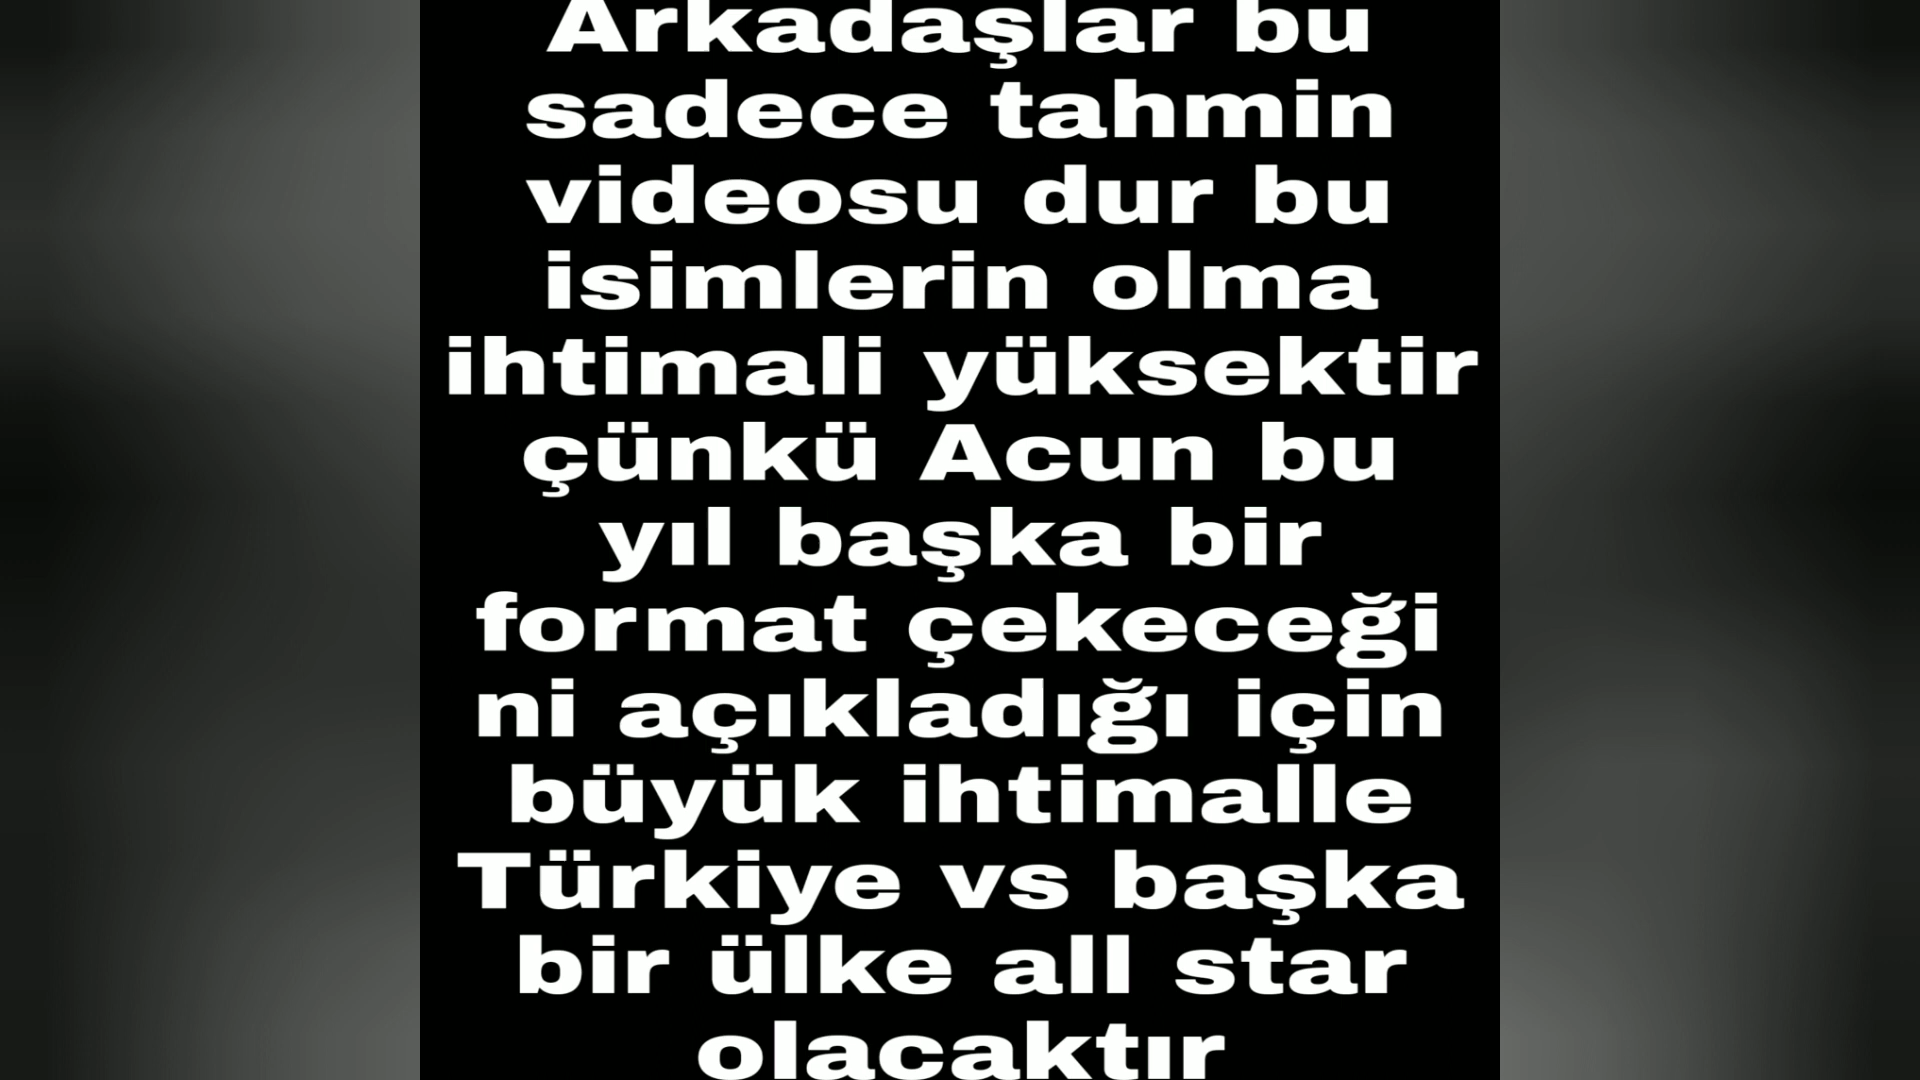 Arkadaşlar bu
sadece tahmin
videosu dur bu
isimlerin olma
ihtimali yüksektir
çünkü Acun bu
yıl başka bir
format çekeceği
ni açıkladığı için
büyük ihtimalle
Türkiye vs başka
bir ülke all star
olacaktır